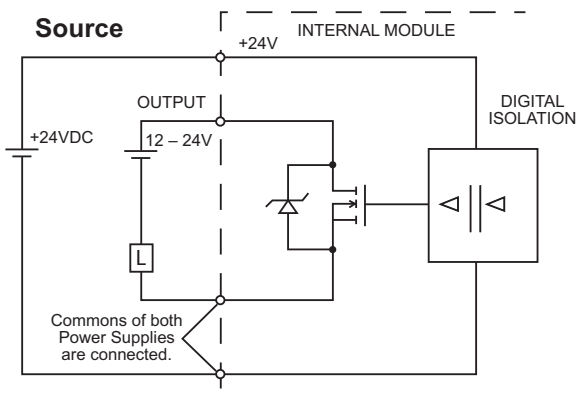 Source
INTERNAL MODULE
+24V
OUTPUT
DIGITAL
ISOLATION
+24VDC
12 – 24V
L
Commons of both
Power Supplies
are connected.